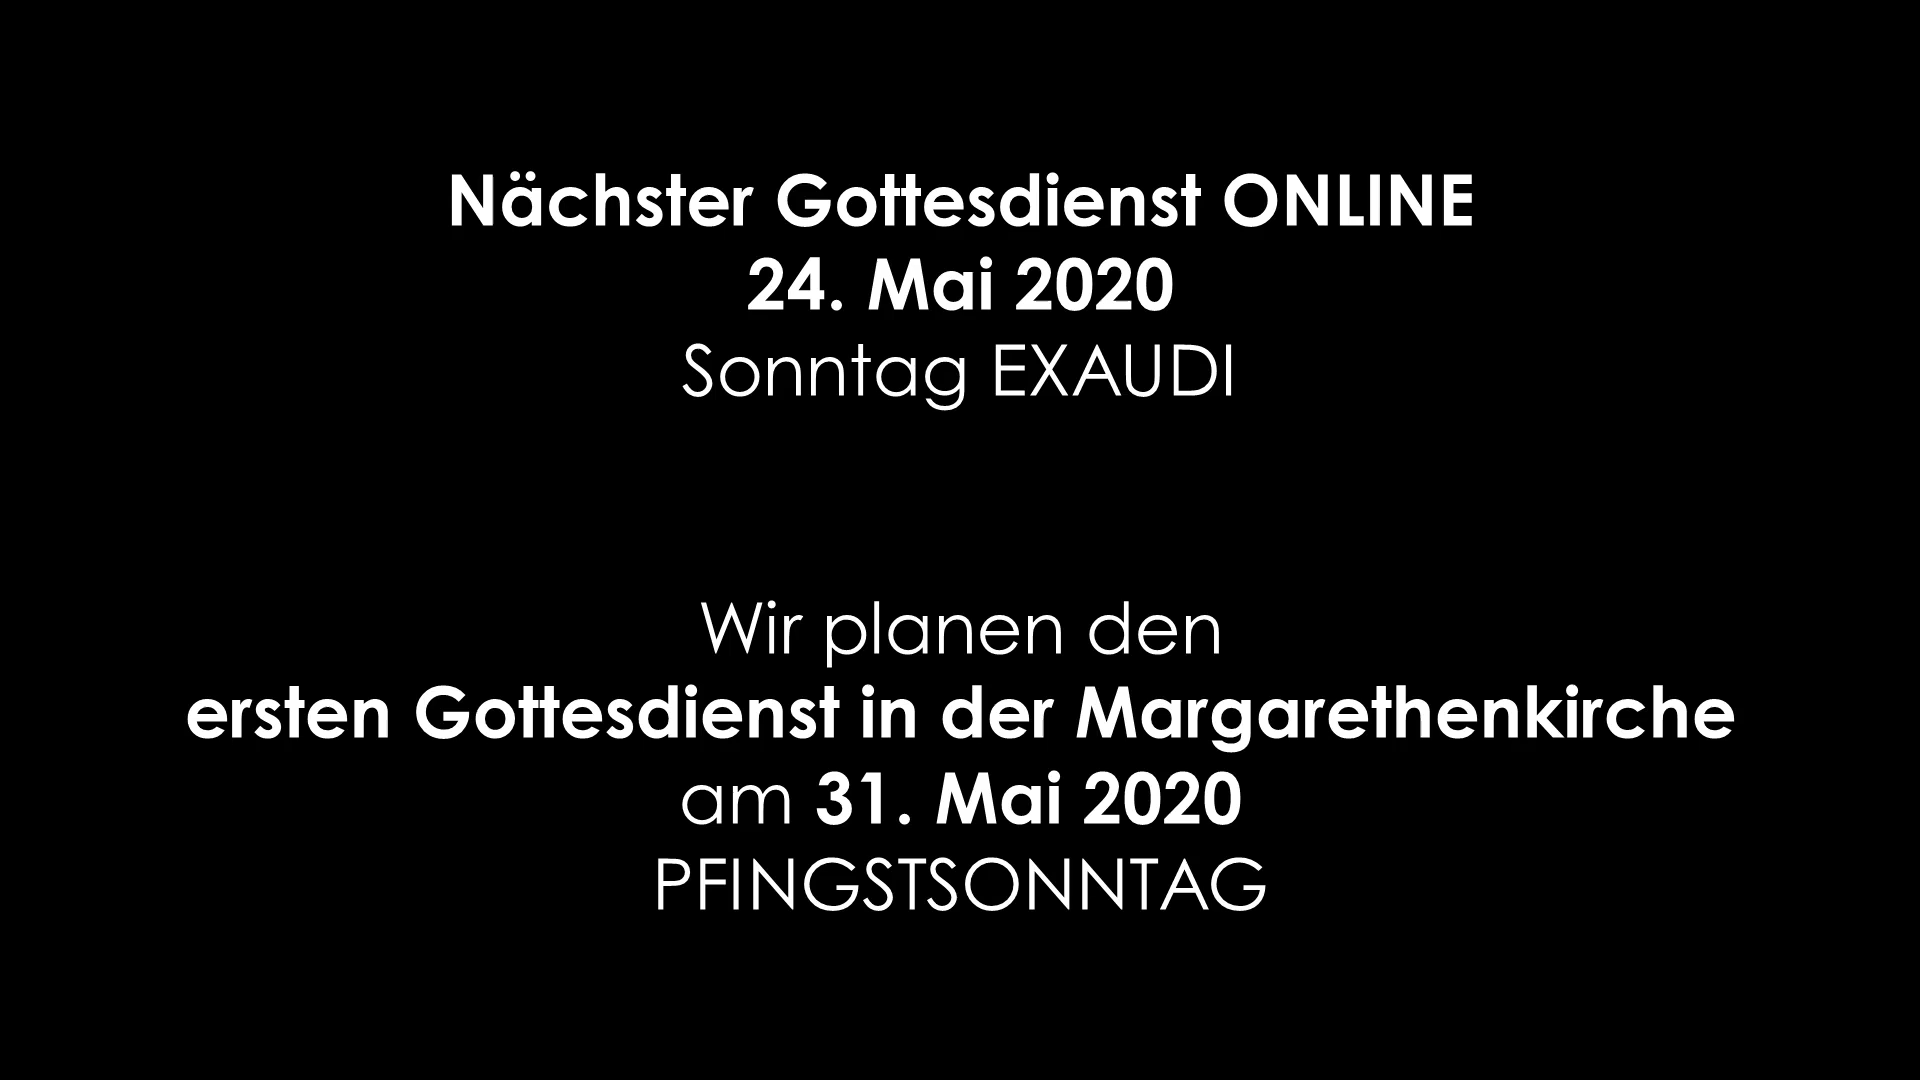 Nächster Gottesdienst ONLINE
24. Mai 2020
Sonntag EXAUDI
Wir planen den
ersten Gottesdienst in der Margarethenkirche
am 31. Mai 2020
PFINGSTSONNTAG